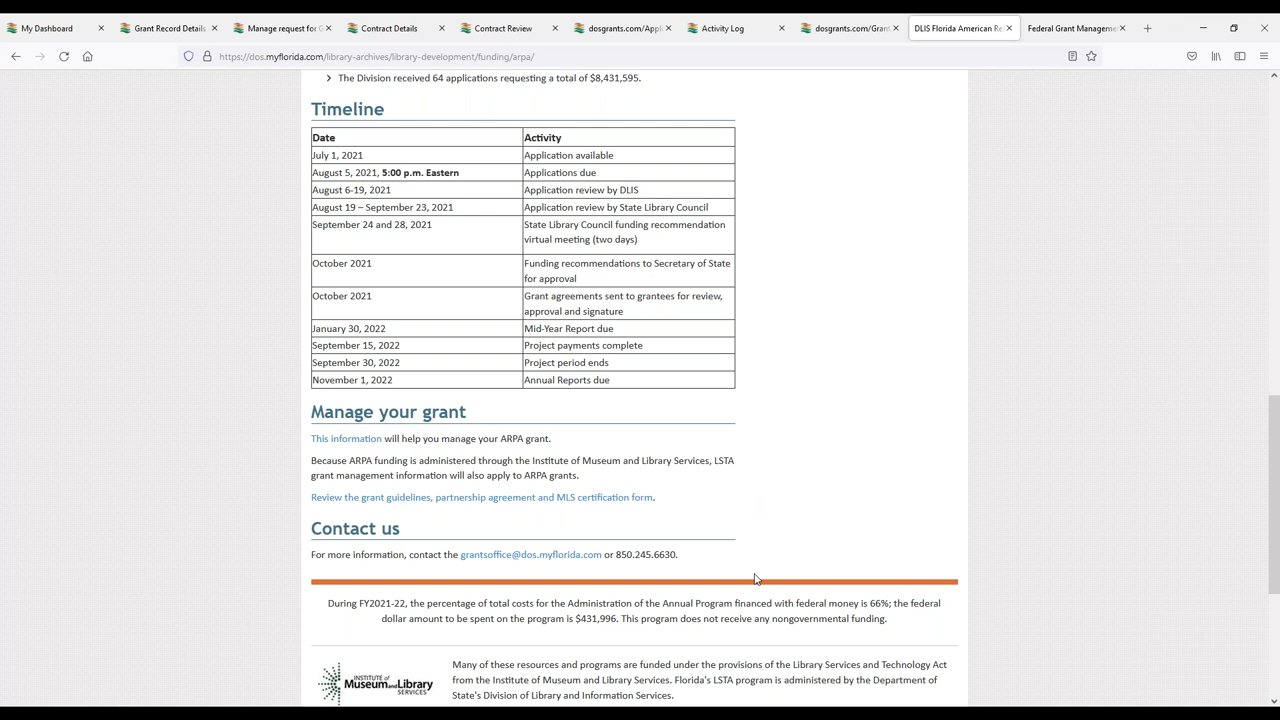 My Dashboard
Grant Record Details
Manage request for G
Contract Details
Contract Review
dosgrants.com/Appl
Activity Log
dosgrants.com/Grant
DLIS Florida American Re
Federal Grant Manageme
https://dos.myflorida.com/library-archives/library-development/funding/arpa/
The Division received 64 applications requesting a total of $8,431,595.
Timeline
Date Activity
July 1, 2021 Application available
August 5, 2021, 5:00 p.m. Eastern Applications due
August 6-19, 2021 Application review by DLIS
August 19 – September 23, 2021 Application review by State Library Council
September 24 and 28, 2021 State Library Council funding recommendation
virtual meeting (two days)
October 2021 Funding recommendations to Secretary of State
for approval
October 2021 Grant agreements sent to grantees for review,
approval and signature
January 30, 2022 Mid-Year Report due
September 15, 2022 Project payments complete
September 30, 2022 Project period ends
November 1, 2022 Annual Reports due
Manage your grant
This information will help you manage your ARPA grant.
Because ARPA funding is administered through the Institute of Museum and Library Services, LSTA
grant management information will also apply to ARPA grants.
Review the grant guidelines, partnership agreement and MLS certification form.
Contact us
For more information, contact the grantsoffice@dos.myflorida.com or 850.245.6630.
During FY2021-22, the percentage of total costs for the Administration of the Annual Program financed with federal money is 66%; the federal
dollar amount to be spent on the program is $431,996. This program does not receive any nongovernmental funding.
INSTITUTE of
Museum and Library
SERVICES
Many of these resources and programs are funded under the provisions of the Library Services and Technology Act
from the Institute of Museum and Library Services. Florida's LSTA program is administered by the Department of
State's Division of Library and Information Services.